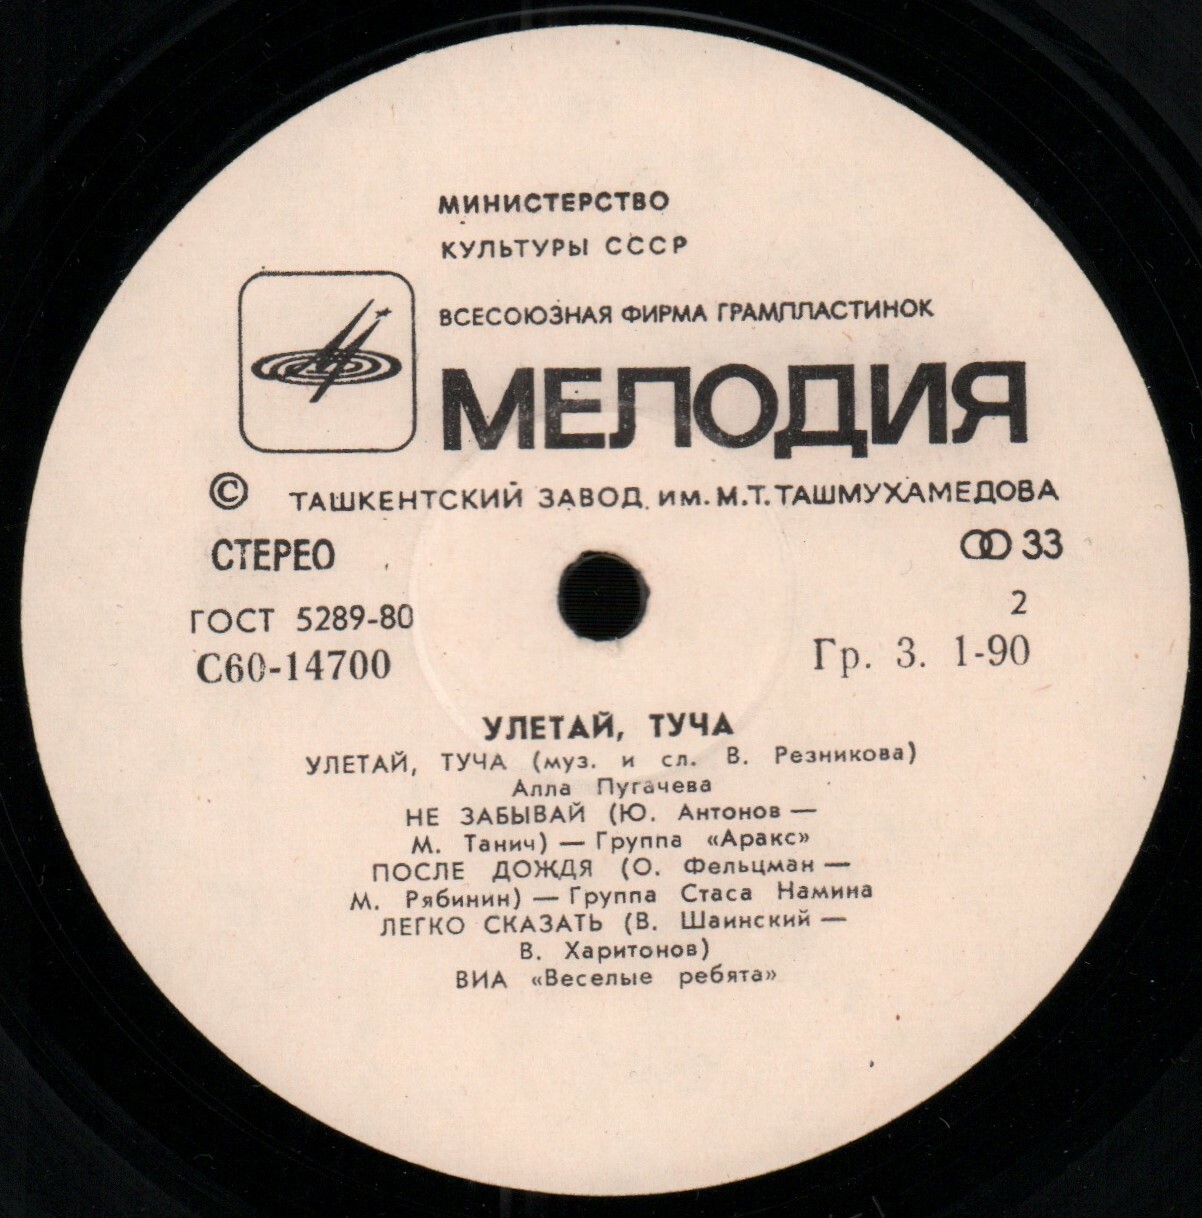 МИНИСТЕРСТВО
КУЛЬТУРЫ СССР
ВСЕСОЮЗНАЯ ФИРМА ГРАМПЛАСТИНОК
МЕЛОДИЯ
© ТАШКЕНТСКИЙ ЗАВОД им. М.Т. ТАШМУХАМЕДОВА
СТЕРЕО 33
2
ГОСТ 5289-80
С60-14700 Гр. 3. 1-90
УЛЕТАЙ, ТУЧА
УЛЕТАЙ, ТУЧА (муз. и сл. В. Резникова)
Алла Пугачева
НЕ ЗАБЫВАЙ (Ю. Антонов —
М. Танич) — Группа «Аракс»
ПОСЛЕ ДОЖДЯ (О. Фельцман —
М. Рябинин) — Группа Стаса Намина
ЛЕГКО СКАЗАТЬ (В. Шаинский —
В. Харитонов)
ВИА «Веселые ребята»